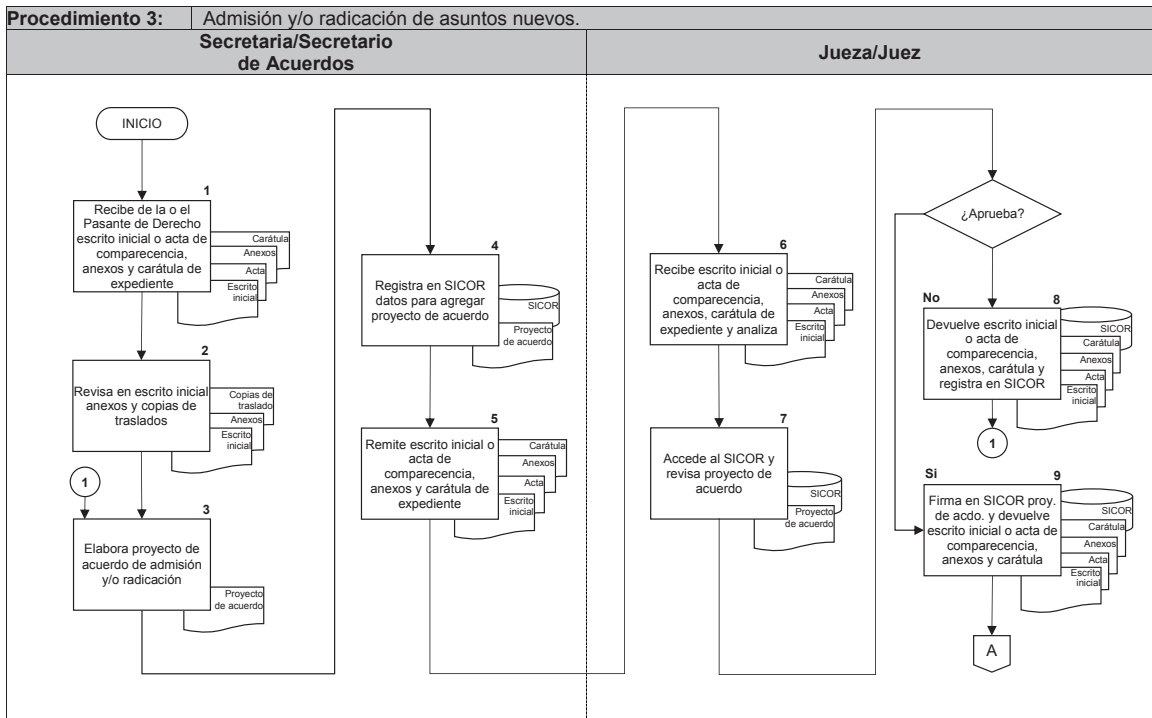 Procedimiento 3: Admisión y/o radicación de asuntos nuevos.
Secretaria/Secretario
de Acuerdos
Jueza/Juez
INICIO
1
Recibe de la o el
Pasante de Derecho
escrito inicial o acta de
comparecencia,
anexos y carátula de
expediente
Carátula
Anexos
Acta
Escrito
inicial
2
Revisa en escrito inicial
anexos y copias de
traslados
Copias de
traslado
Anexos
Escrito
inicial
1
3
Elabora proyecto de
acuerdo de admisión
y/o radicación
Proyecto
de acuerdo
4
Registra en SICOR
datos para agregar
proyecto de acuerdo
SICOR
Proyecto
de acuerdo
5
Remite escrito inicial o
acta de
comparecencia,
anexos y carátula de
expediente
Carátula
Anexos
Acta
Escrito
inicial
6
Recibe escrito inicial o
acta de
comparecencia,
anexos, carátula de
expediente y analiza
Carátula
Anexos
Acta
Escrito
inicial
7
Accede al SICOR y
revisa proyecto de
acuerdo
SICOR
Proyecto
de acuerdo
¿Aprueba?
No
8
Devuelve escrito inicial
o acta de
comparecencia,
anexos, carátula y
registra en SICOR
SICOR
Carátula
Anexos
Acta
Escrito
inicial
1
Si
9
Firma en SICOR proy.
de acdo. y devuelve
escrito inicial o acta de
comparecencia,
anexos y carátula
SICOR
Carátula
Anexos
Acta
Escrito
inicial
A